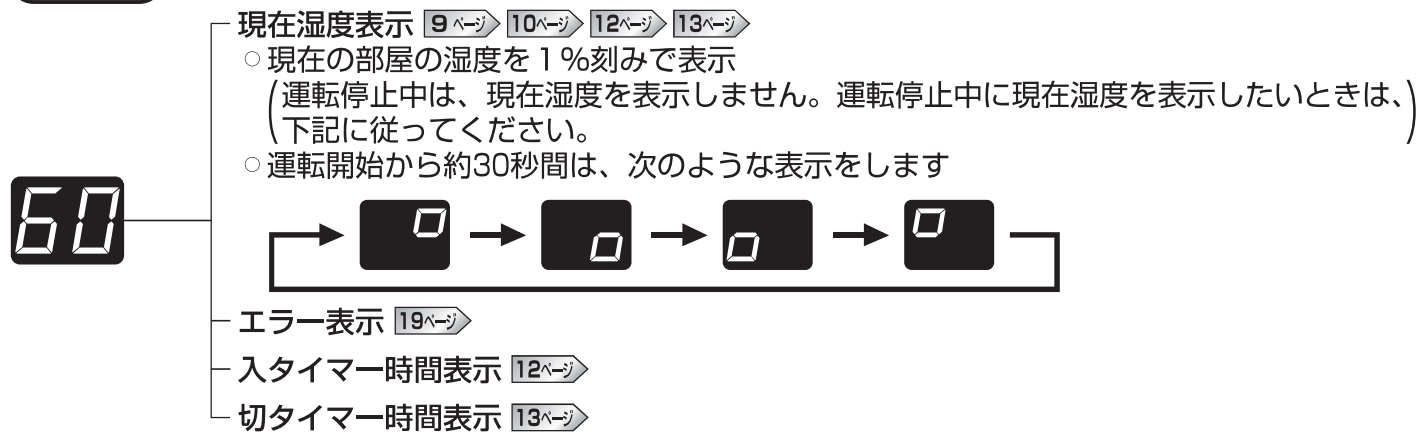 現在湿度表示 9ページ 10ページ 12ページ 13ページ
○現在の部屋の湿度を1%刻みで表示
(運転停止中は、現在湿度を表示しません。運転停止中に現在湿度を表示したいときは、
下記に従ってください。)
○運転開始から約30秒間は、次のような表示をします
60
エラー表示 19ページ
入タイマー時間表示 12ページ
切タイマー時間表示 13ページ